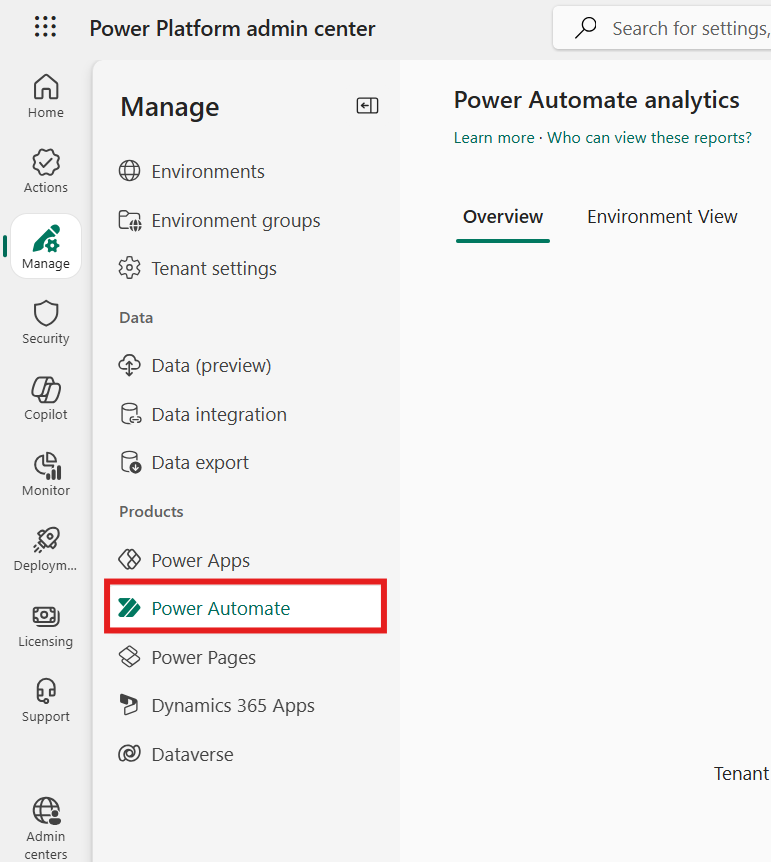 Power Platform admin center
Search for settings,
Home
Actions
Manage
Security
Copilot
Monitor
Deploym...
Licensing
Support
Admin
centers
Manage
Environments
Environment groups
Tenant settings
Data
Data (preview)
Data integration
Data export
Products
Power Apps
Power Automate
Power Pages
Dynamics 365 Apps
Dataverse
Power Automate analytics
Learn more · Who can view these reports?
Overview Environment View
Tenant